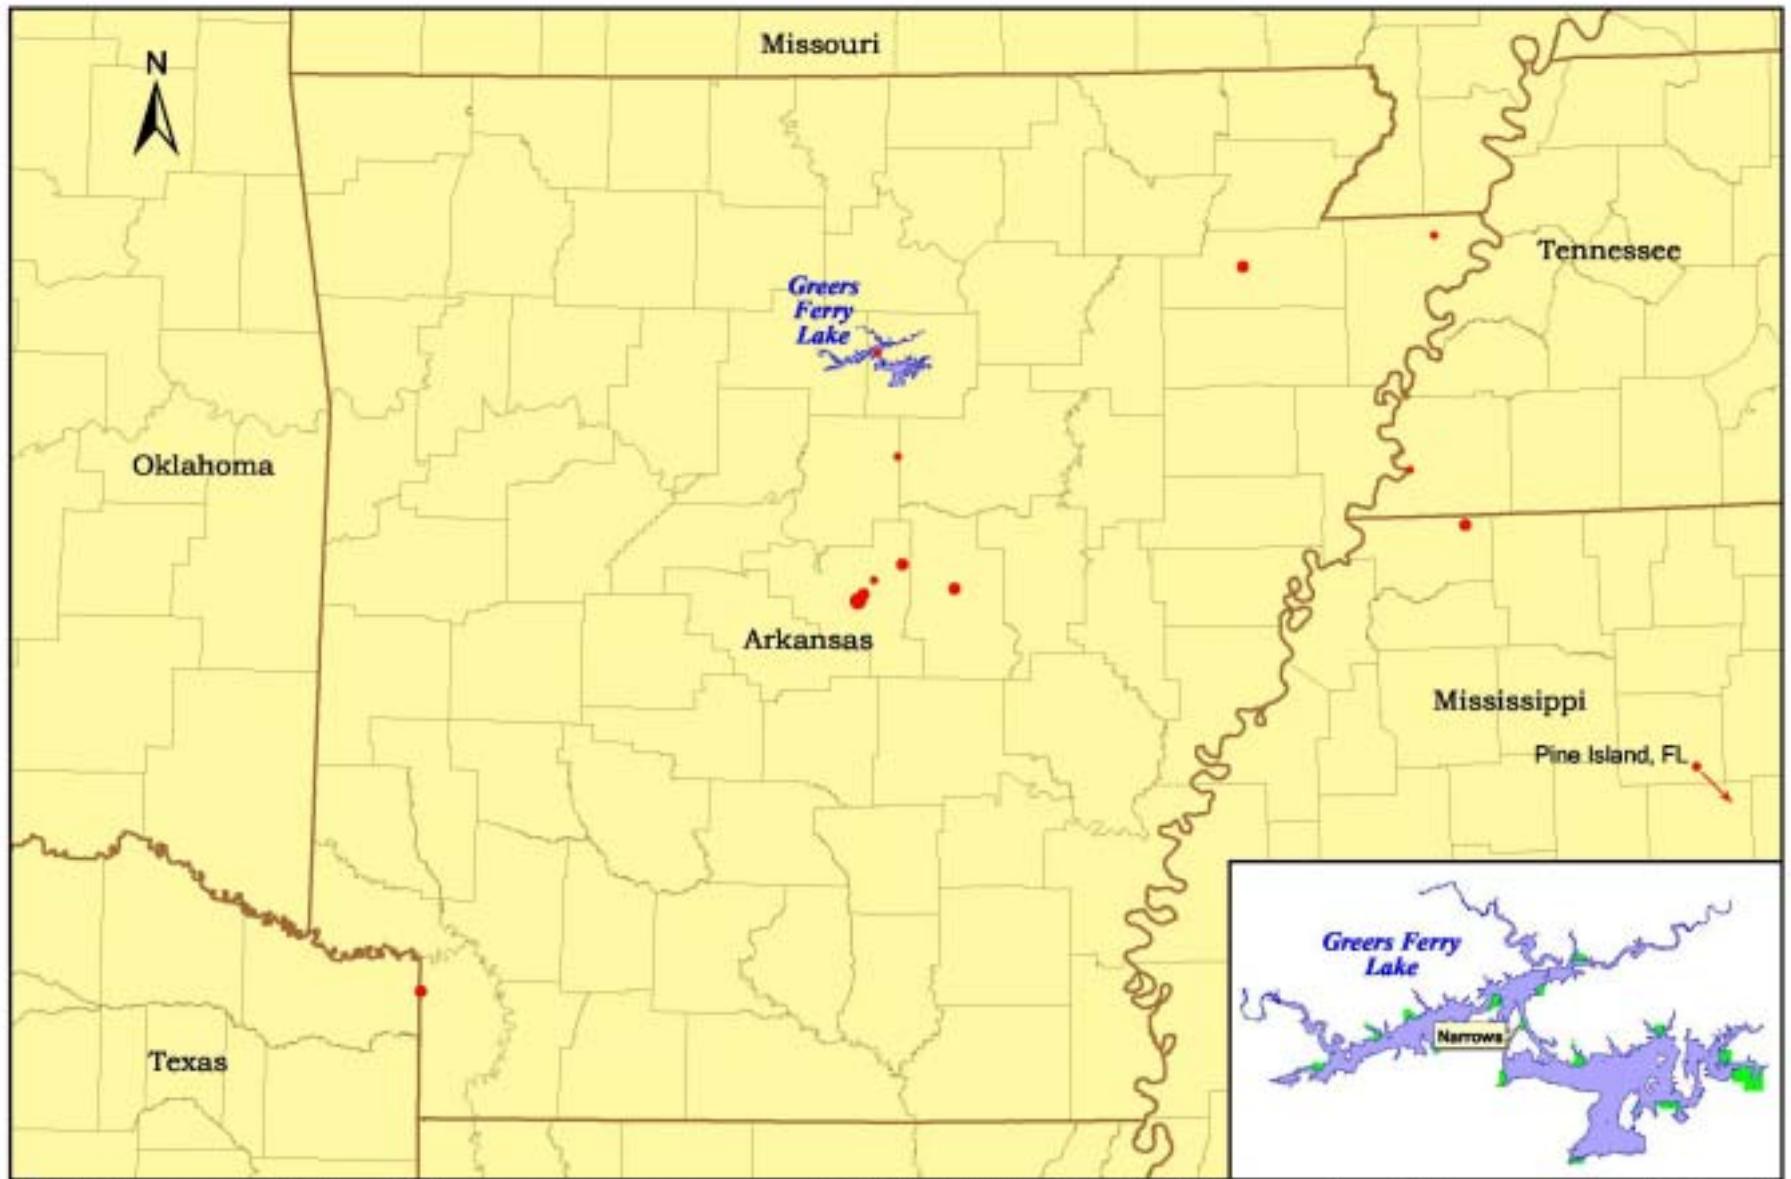 Missouri
N
Tennessee
Greers
Ferry
Lake
Oklahoma
Arkansas
Mississippi
Pine Island, FL
Greers Ferry
Lake
Narrows
Texas